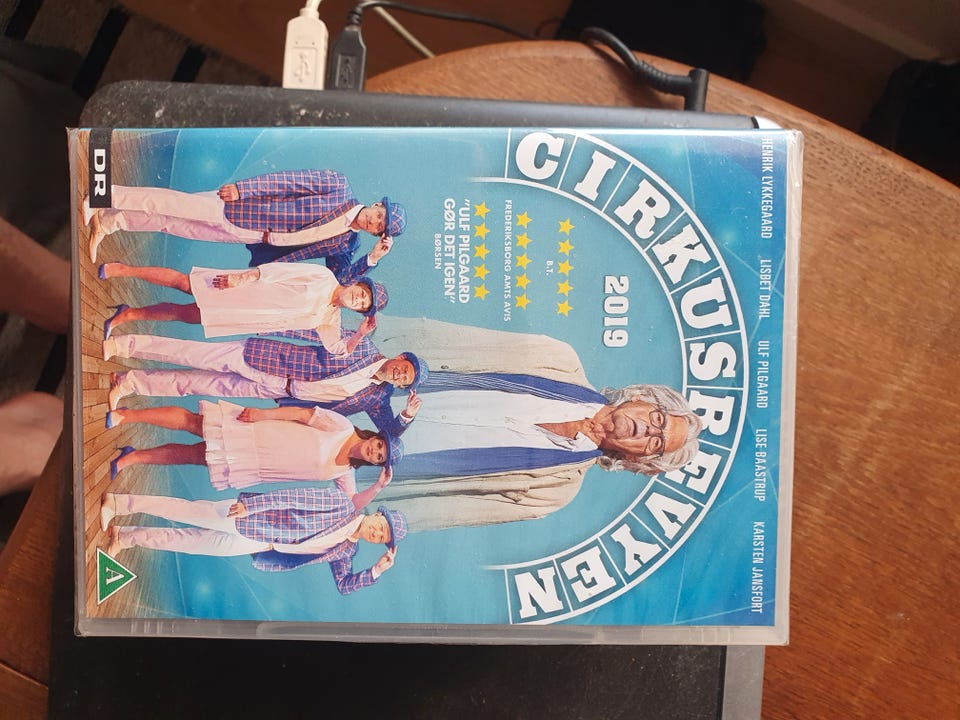 HENRIK LYKKEGAARD LISBET DAHL ULF PILGAARD LISE BAASTRUP KARSTEN JANSFORT
CIRKUSREVYEN
2019
★★★★★
B.T.
★★★★★
FREDERIKSBORG AMTS AVIS
★★★★★
"ULF PILGAARD
GØR DET IGEN"
BØRSEN
DR
A